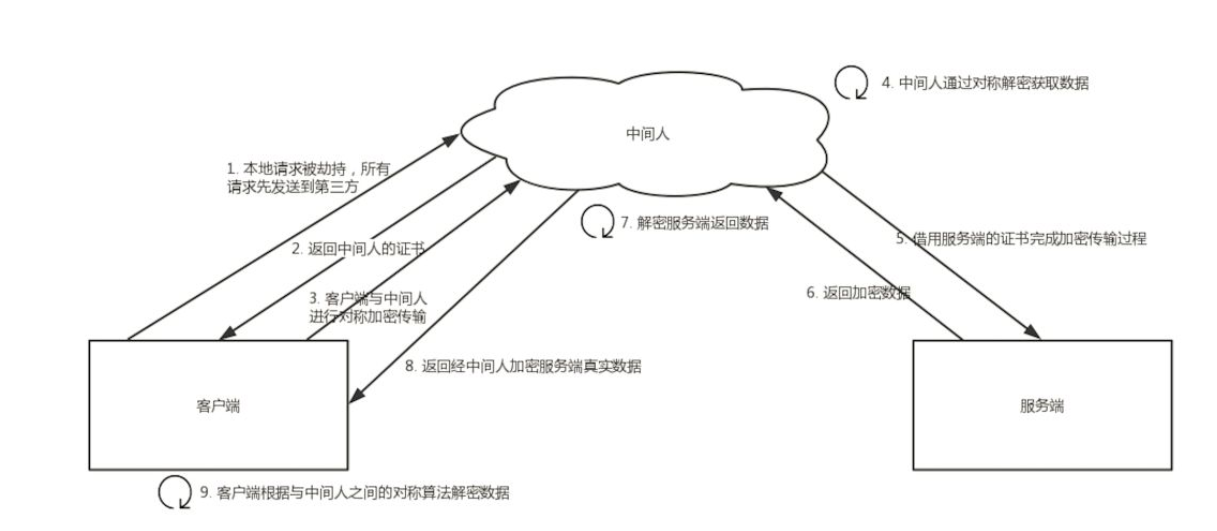 4. 中间人通过对称解密获取数据
中间人
1. 本地请求被劫持，所有
请求先发送到第三方
7. 解密服务端返回数据
5. 借用服务端的证书完成加密传输过程
2. 返回中间人的证书
6. 返回加密数据
3. 客户端与中间人
进行对称加密传输
8. 返回经中间人加密服务端真实数据
客户端
服务端
9. 客户端根据与中间人之间的对称算法解密数据